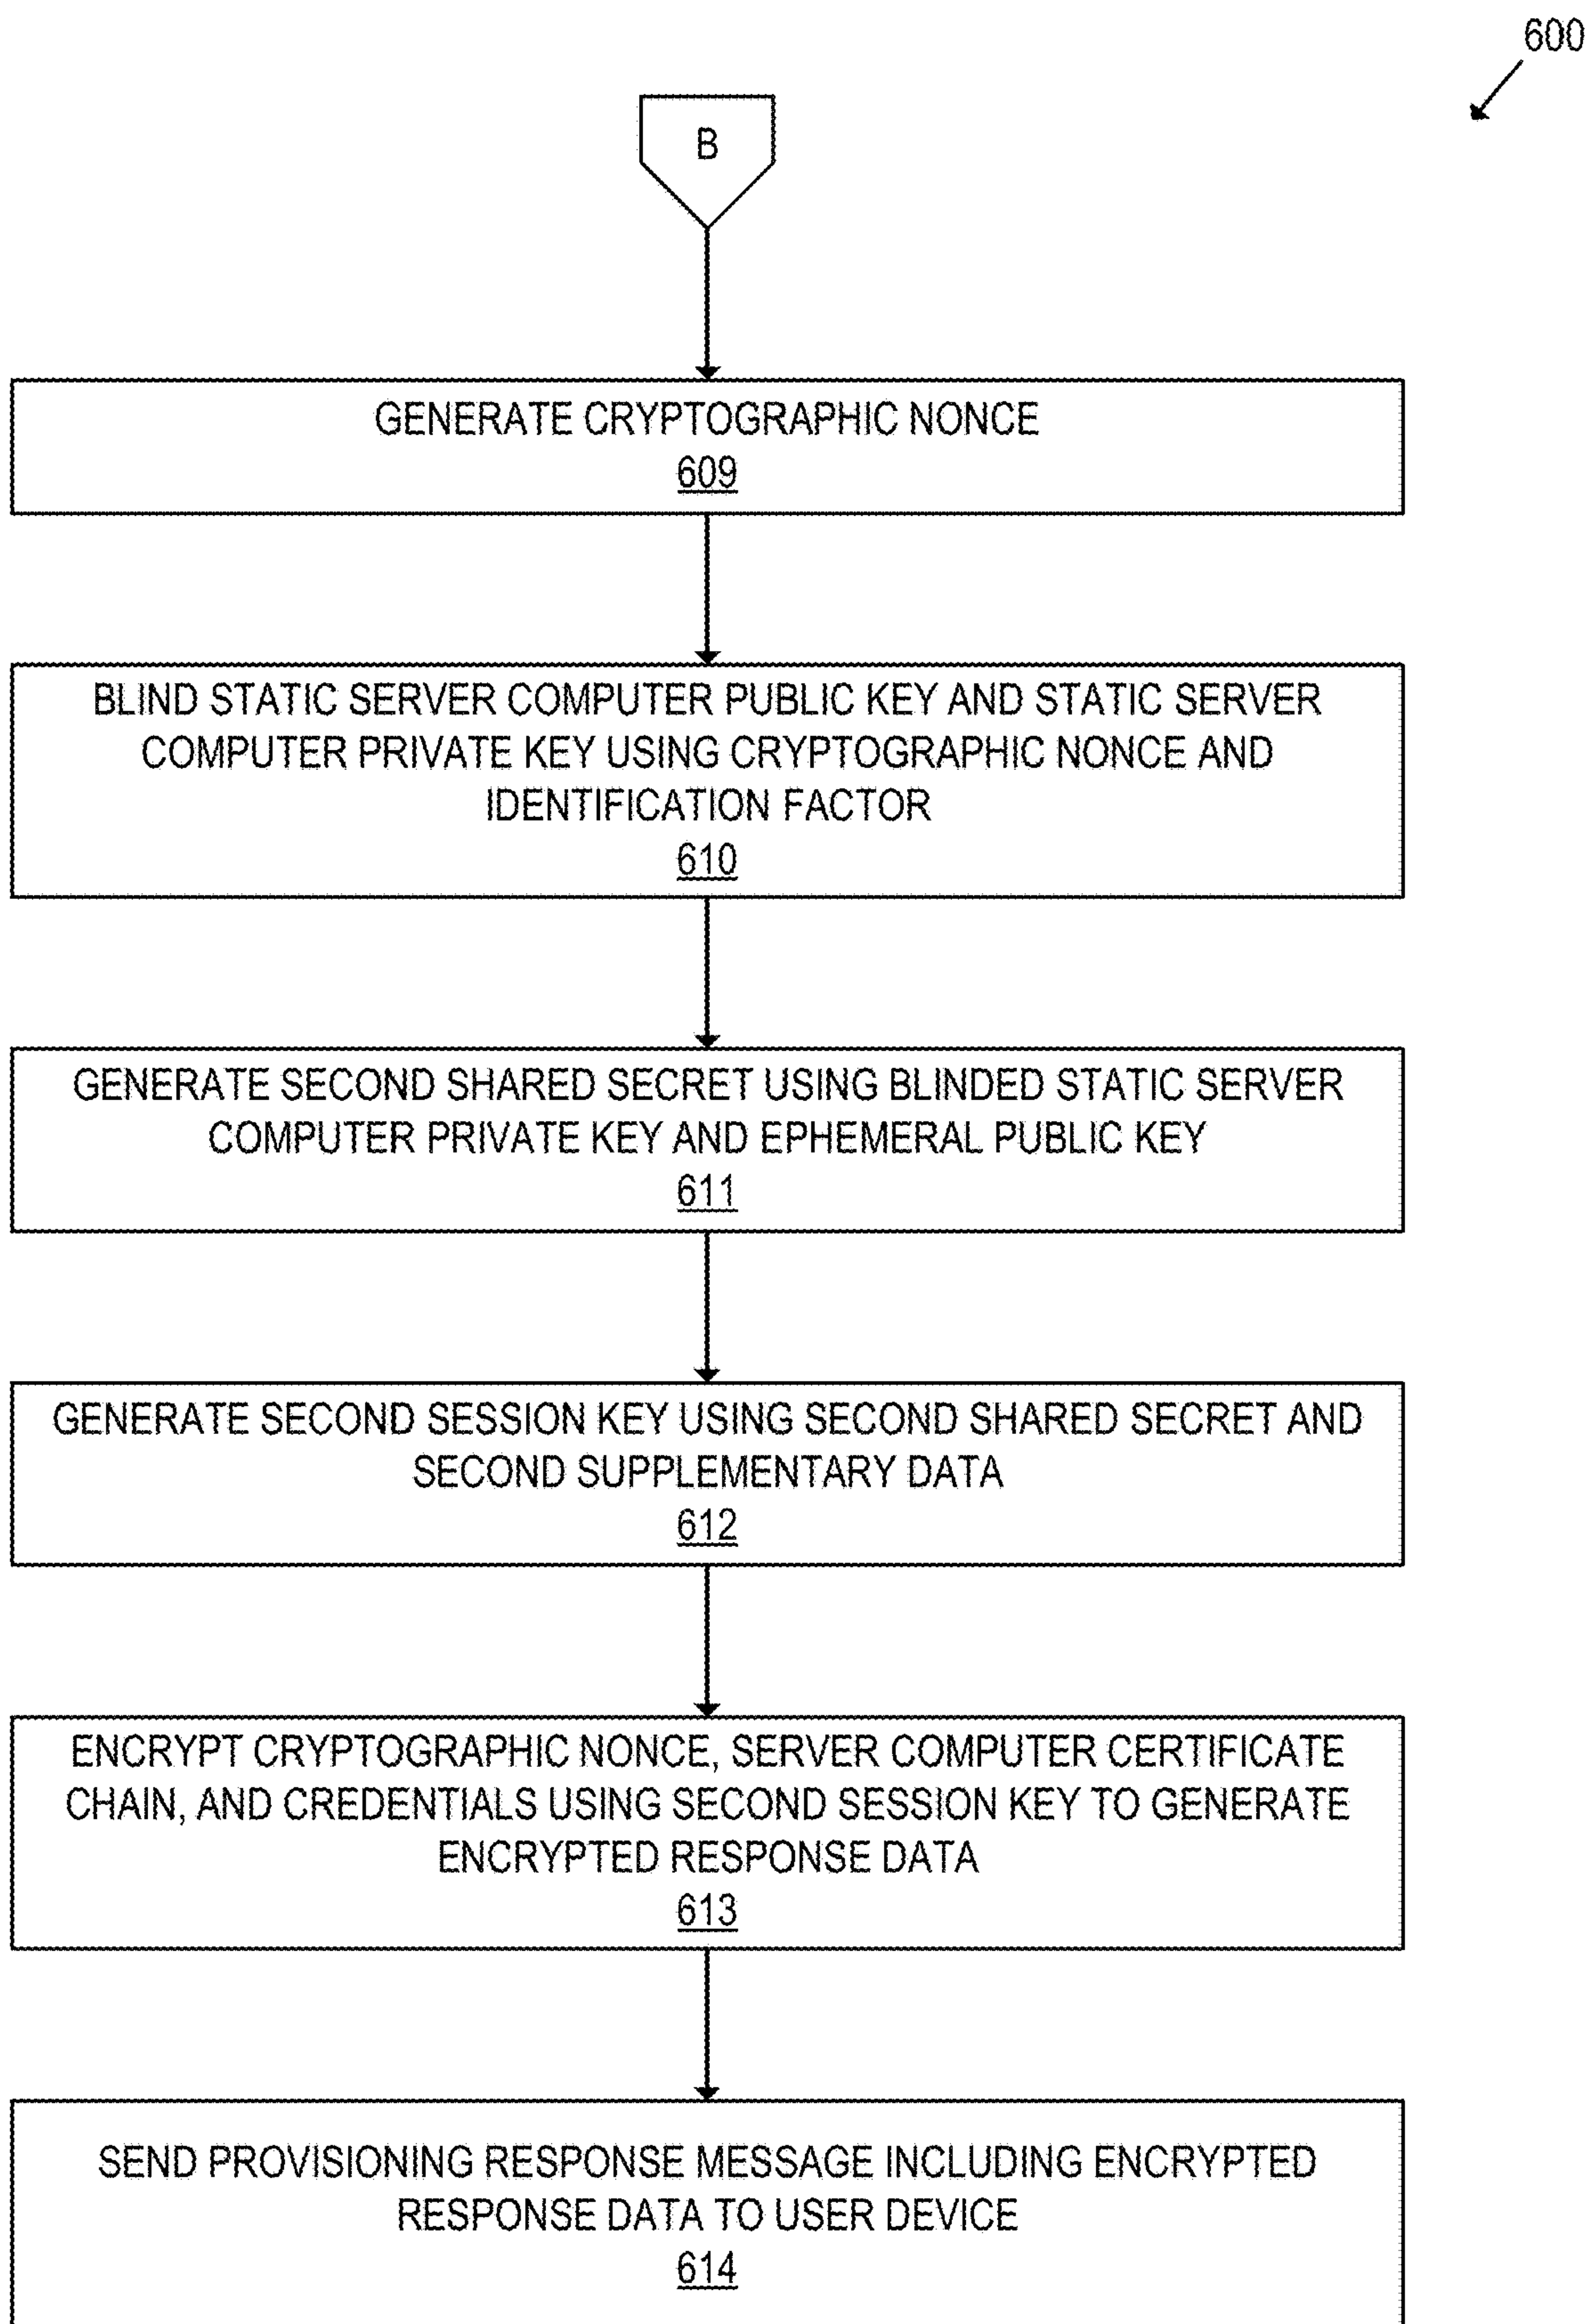 600
B
GENERATE CRYPTOGRAPHIC NONCE
609
BLIND STATIC SERVER COMPUTER PUBLIC KEY AND STATIC SERVER
COMPUTER PRIVATE KEY USING CRYPTOGRAPHIC NONCE AND
IDENTIFICATION FACTOR
610
GENERATE SECOND SHARED SECRET USING BLINDED STATIC SERVER
COMPUTER PRIVATE KEY AND EPHEMERAL PUBLIC KEY
611
GENERATE SECOND SESSION KEY USING SECOND SHARED SECRET AND
SECOND SUPPLEMENTARY DATA
612
ENCRYPT CRYPTOGRAPHIC NONCE, SERVER COMPUTER CERTIFICATE
CHAIN, AND CREDENTIALS USING SECOND SESSION KEY TO GENERATE
ENCRYPTED RESPONSE DATA
613
SEND PROVISIONING RESPONSE MESSAGE INCLUDING ENCRYPTED
RESPONSE DATA TO USER DEVICE
614